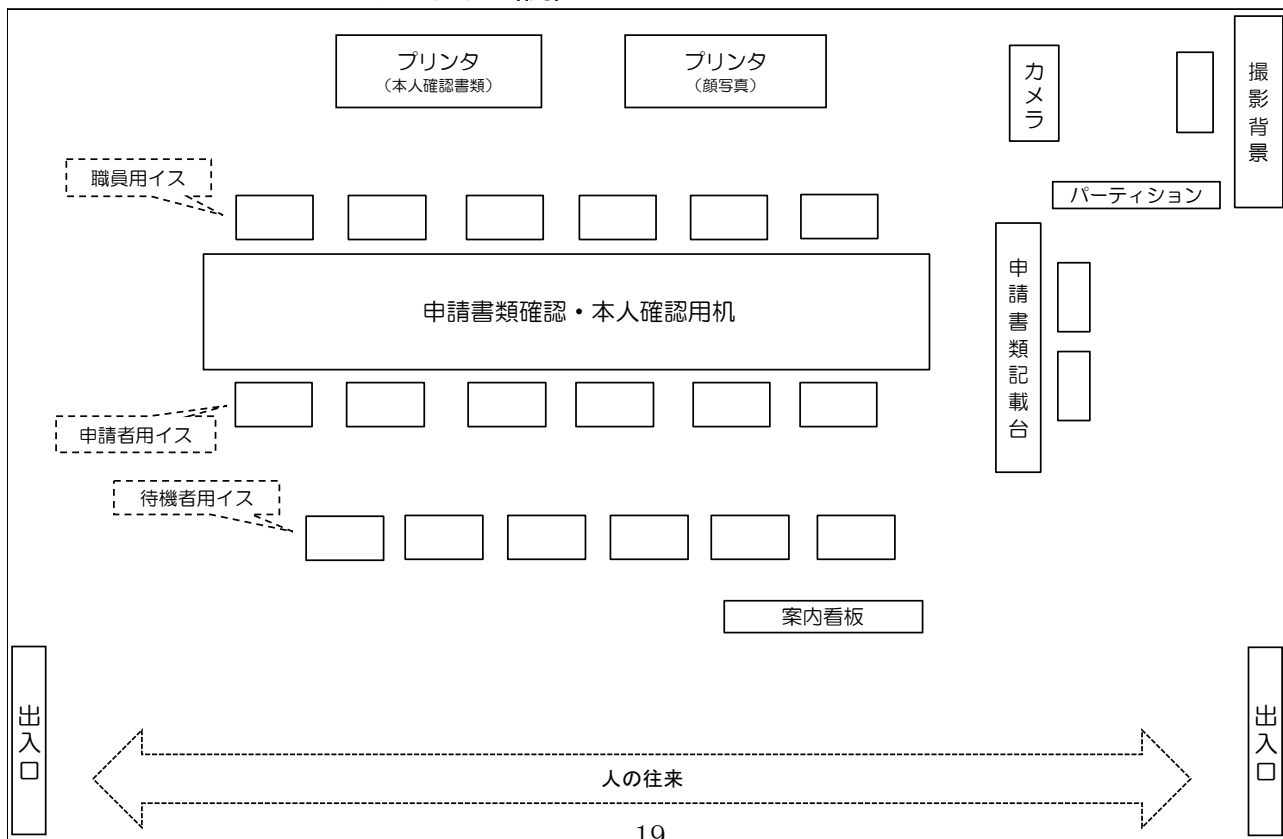 プリンタ
（本人確認書類）
プリンタ
（顔写真）
カメラ
撮影背景
職員用イス
パーティション
申請書類確認・本人確認用机
申請書類記載台
申請者用イス
待機者用イス
案内看板
出入口
出入口
人の往来
19